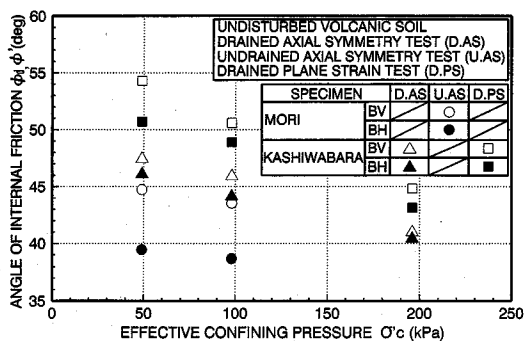 ANGLE OF INTERNAL FRICTION ϕd ϕ' (deg)
60
55
50
45
40
35
0 50 100 150 200 250
EFFECTIVE CONFINING PRESSURE σ'c (kPa)
UNDISTURBED VOLCANIC SOIL
DRAINED AXIAL SYMMETRY TEST (D.AS)
UNDRAINED AXIAL SYMMETRY TEST (U.AS)
DRAINED PLANE STRAIN TEST (D.PS)
SPECIMEN D.AS U.AS D.PS
MORI BV
BH
KASHIWABARA BV
BH